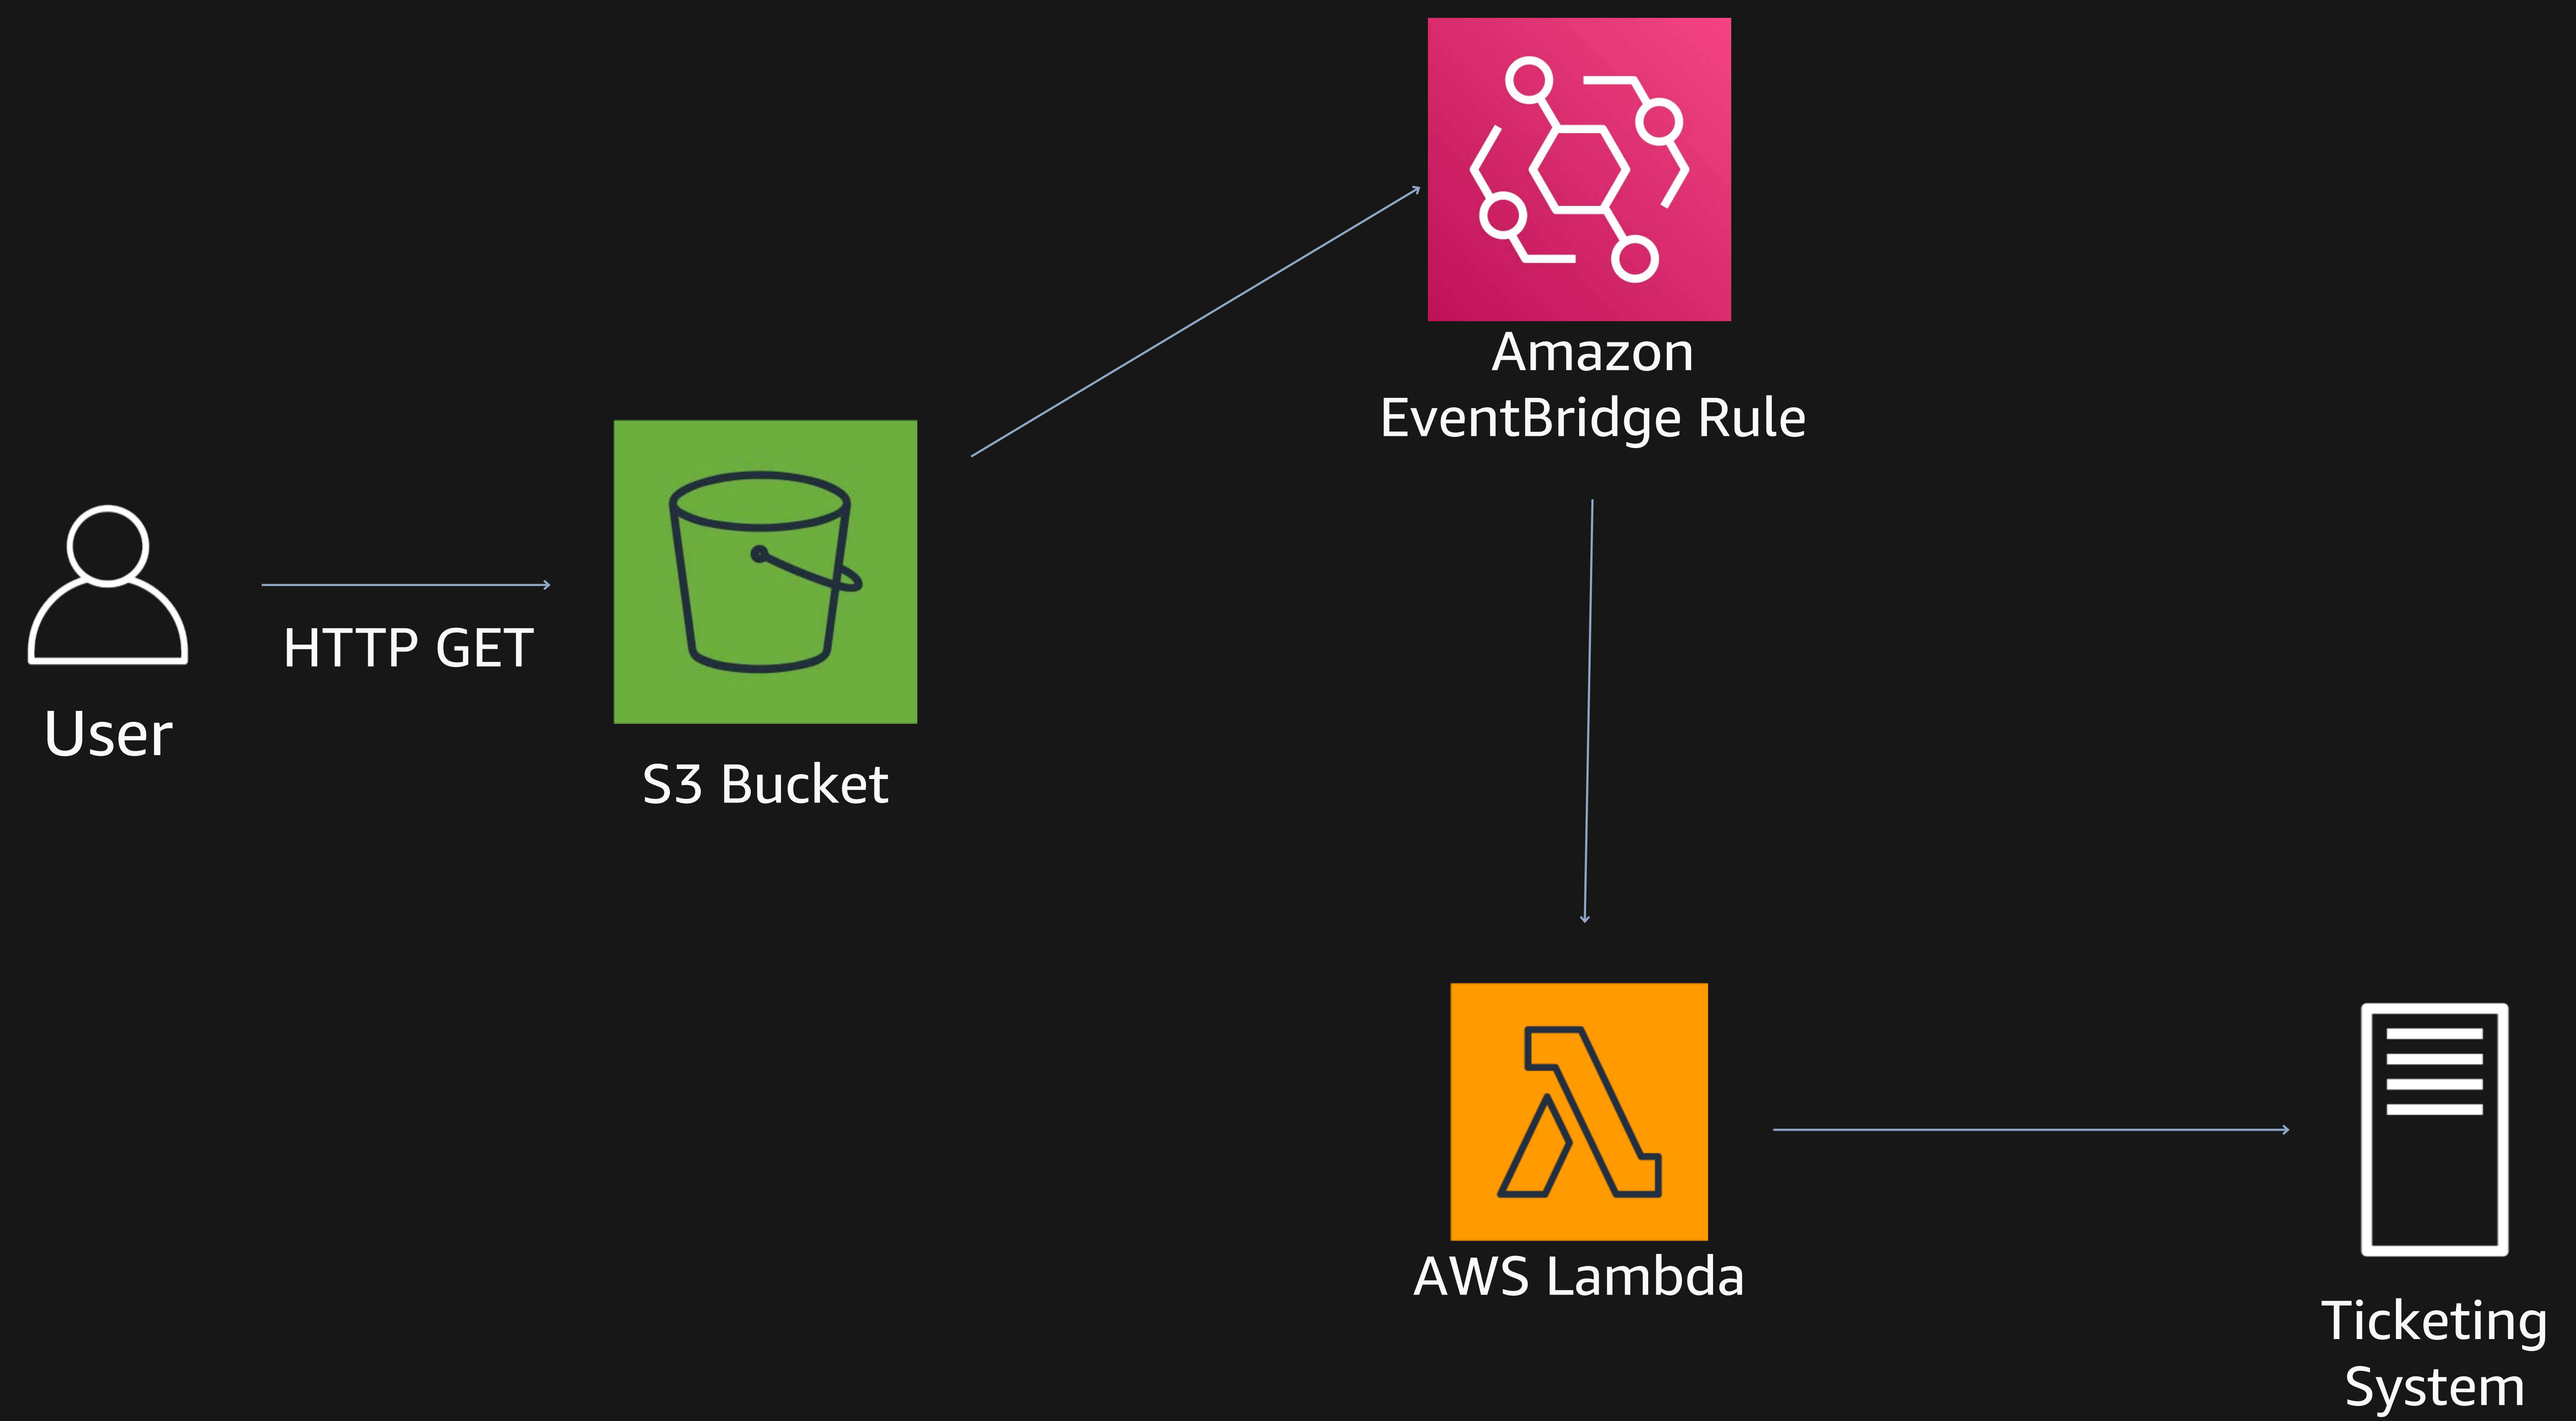 User
HTTP GET
S3 Bucket
Amazon
EventBridge Rule
AWS Lambda
Ticketing
System